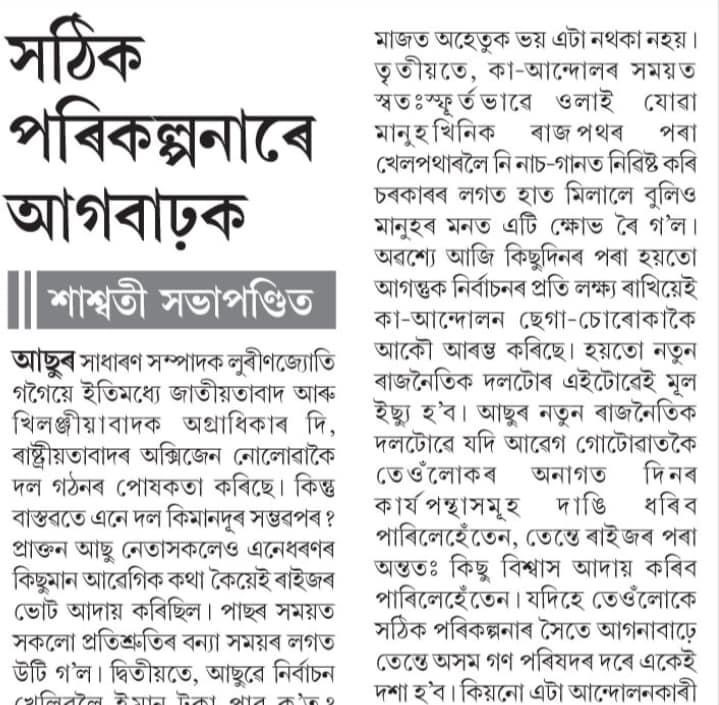 সঠিক
পৰিকল্পনাৰে
আগবাঢ়ক
শাশ্বতী সভাপণ্ডিত
আছুৰ সাধাৰণ সম্পাদক লুৰীণজ্যোতি
গগৈয়ে ইতিমধ্যে জাতীয়তাবাদ আৰু
খিলঞ্জীয়াবাদক অগ্ৰাধিকাৰ দি,
ৰাষ্ট্ৰীয়তাবাদৰ অক্সিজেন নোলোৱাকৈ
দল গঠনৰ পোষকতা কৰিছে। কিন্তু
বাস্তৱতে এনে দল কিমানদূৰ সম্ভৱপৰ?
প্ৰাক্তন আছু নেতাসকলেও এনেধৰণৰ
কিছুমান আৱেগিক কথা কৈয়েই ৰাইজৰ
ভোট আদায় কৰিছিল। পাছৰ সময়ত
সকলো প্ৰতিশ্ৰুতিৰ বন্যা সময়ৰ লগত
উটি গ'ল। দ্বিতীয়তে, আছুৱে নিৰ্বাচন
খেলিবলৈ ইমান টকা পাব ক'ত?
মাজত অহেতুক ভয় এটা নথকা নহয়।
তৃতীয়তে, কা-আন্দোলৰ সময়ত
স্বতঃস্ফূৰ্তভাৱে ওলাই যোৱা
মানুহখিনিক ৰাজপথৰ পৰা
খেলপথাৰলৈ নি নাচ-গানত নিৱিষ্ট কৰি
চৰকাৰৰ লগত হাত মিলালে বুলিও
মানুহৰ মনত এটি ক্ষোভ ৰৈ গ'ল।
অৱশ্যে আজি কিছুদিনৰ পৰা হয়তো
আগন্তুক নিৰ্বাচনৰ প্ৰতি লক্ষ্য ৰাখিয়েই
কা-আন্দোলন ছেগা-চোৰোকাকৈ
আকৌ আৰম্ভ কৰিছে। হয়তো নতুন
ৰাজনৈতিক দলটোৰ এইটোৱেই মূল
ইছ্যু হ'ব। আছুৰ নতুন ৰাজনৈতিক
দলটোৱে যদি আৱেগ গোটোৱাতকৈ
তেওঁলোকৰ অনাগত দিনৰ
কাৰ্যপন্থাসমূহ দাঙি ধৰিব
পাৰিলেহেঁতেন, তেন্তে ৰাইজৰ পৰা
অন্ততঃ কিছু বিশ্বাস আদায় কৰিব
পাৰিলেহেঁতেন। যদিহে তেওঁলোকে
সঠিক পৰিকল্পনাৰ সৈতে আগনাবাঢ়ে
তেন্তে অসম গণ পৰিষদৰ দৰে একেই
দশা হ'ব। কিয়নো এটা আন্দোলনকাৰী